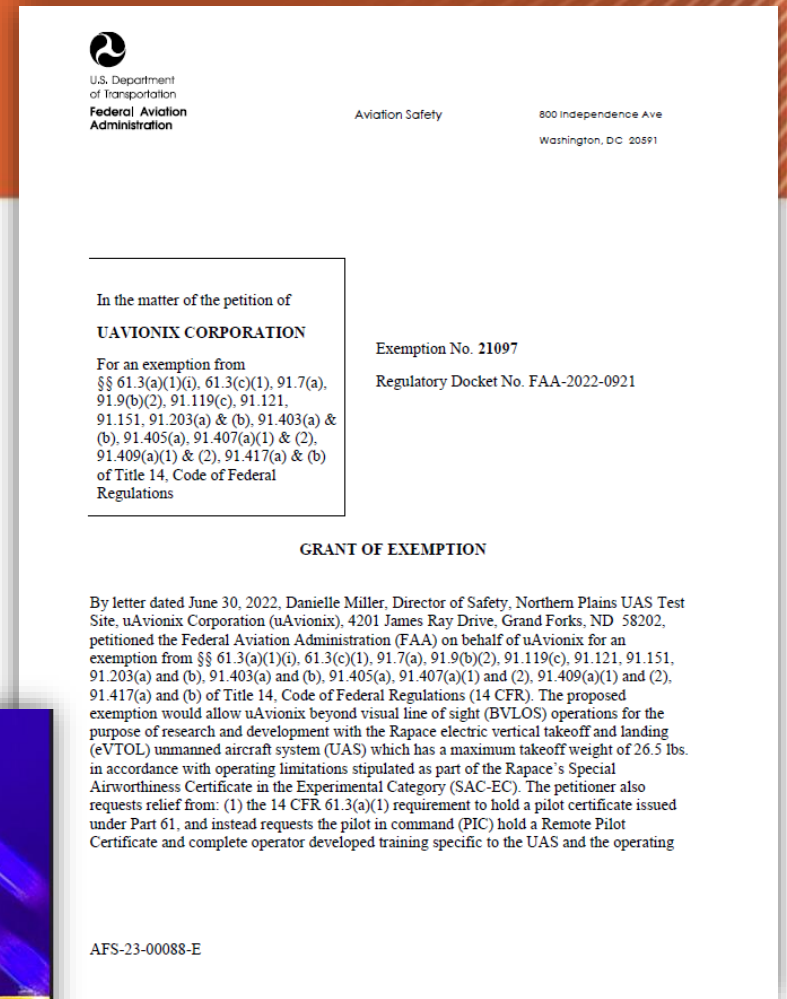 U.S. Department
of Transportation
Federal Aviation
Administration
Aviation Safety
800 Independence Ave
Washington, DC 20591
In the matter of the petition of
UAVIONIX CORPORATION
For an exemption from
§§ 61.3(a)(1)(i), 61.3(c)(1), 91.7(a),
91.9(b)(2), 91.119(c), 91.121,
91.151, 91.203(a) & (b), 91.403(a) &
(b), 91.405(a), 91.407(a)(1) & (2),
91.409(a)(1) & (2), 91.417(a) & (b)
of Title 14, Code of Federal
Regulations
Exemption No. 21097
Regulatory Docket No. FAA-2022-0921
GRANT OF EXEMPTION
By letter dated June 30, 2022, Danielle Miller, Director of Safety, Northern Plains UAS Test
Site, uAvionix Corporation (uAvionix), 4201 James Ray Drive, Grand Forks, ND 58202,
petitioned the Federal Aviation Administration (FAA) on behalf of uAvionix for an
exemption from §§ 61.3(a)(1)(i), 61.3(c)(1), 91.7(a), 91.9(b)(2), 91.119(c), 91.121, 91.151,
91.203(a) and (b), 91.403(a) and (b), 91.405(a), 91.407(a)(1) and (2), 91.409(a)(1) and (2),
91.417(a) and (b) of Title 14, Code of Federal Regulations (14 CFR). The proposed
exemption would allow uAvionix beyond visual line of sight (BVLOS) operations for the
purpose of research and development with the Rapace electric vertical takeoff and landing
(eVTOL) unmanned aircraft system (UAS) which has a maximum takeoff weight of 26.5 lbs.
in accordance with operating limitations stipulated as part of the Rapace's Special
Airworthiness Certificate in the Experimental Category (SAC-EC). The petitioner also
requests relief from: (1) the 14 CFR 61.3(a)(1) requirement to hold a pilot certificate issued
under Part 61, and instead requests the pilot in command (PIC) hold a Remote Pilot
Certificate and complete operator developed training specific to the UAS and the operating
AFS-23-00088-E